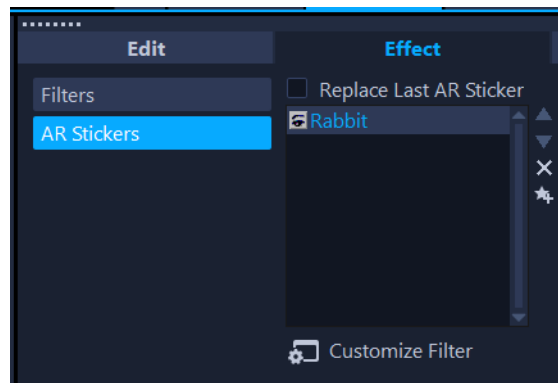 Edit
Effect
Filters
AR Stickers
Replace Last AR Sticker
Rabbit
Customize Filter